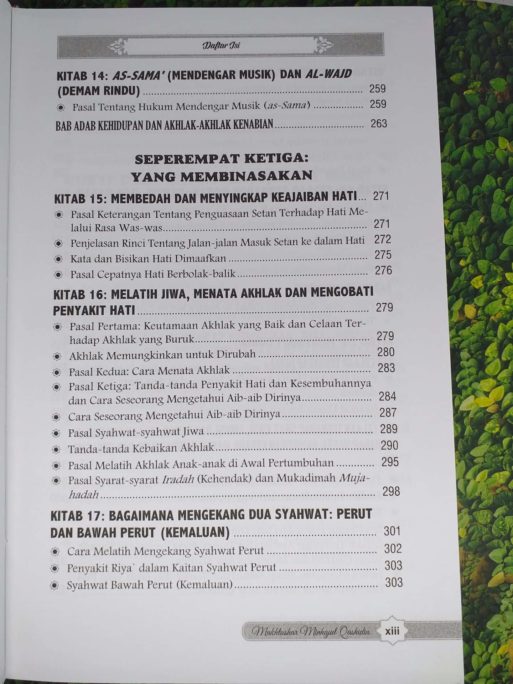 Daftar Isi
KITAB 14: AS-SAMA' (MENDENGAR MUSIK) DAN AL-WAJD
(DEMAM RINDU) ........ 259
Pasal Tentang Hukum Mendengar Musik (as-Sama') ........ 259
BAB ADAB KEHIDUPAN DAN AKHLAK-AKHLAK KENABIAN ........ 263
SEPEREMPAT KETIGA:
YANG MEMBINASAKAN
KITAB 15: MEMBEDAH DAN MENYINGKAP KEAJAIBAN HATI ... 271
Pasal Keterangan Tentang Penguasaan Setan Terhadap Hati Me-
lalui Rasa Was-was ........ 271
Penjelasan Rinci Tentang Jalan-jalan Masuk Setan ke dalam Hati 272
Kata dan Bisikan Hati Dimaafkan ........ 275
Pasal Cepatnya Hati Berbolak-balik ........ 276
KITAB 16: MELATIH JIWA, MENATA AKHLAK DAN MENGOBATI
PENYAKIT HATI ........ 279
Pasal Pertama: Keutamaan Akhlak yang Baik dan Celaan Ter-
hadap Akhlak yang Buruk ........ 279
Akhlak Memungkinkan untuk Dirubah ........ 280
Pasal Kedua: Cara Menata Akhlak ........ 283
Pasal Ketiga: Tanda-tanda Penyakit Hati dan Kesembuhannya
dan Cara Seseorang Mengetahui Aib-aib Dirinya ........ 284
Cara Seseorang Mengetahui Aib-aib Dirinya ........ 287
Pasal Syahwat-syahwat Jiwa ........ 289
Tanda-tanda Kebaikan Akhlak ........ 290
Pasal Melatih Akhlak Anak-anak di Awal Pertumbuhan ........ 295
Pasal Syarat-syarat Iradah (Kehendak) dan Mukadimah Muja-
hadah ........ 298
KITAB 17: BAGAIMANA MENGEKANG DUA SYAHWAT: PERUT
DAN BAWAH PERUT (KEMALUAN) ........ 301
Cara Melatih Mengekang Syahwat Perut ........ 302
Penyakit Riya` dalam Kaitan Syahwat Perut ........ 303
Syahwat Bawah Perut (Kemaluan) ........ 303
Mukhtashar Minhajul Qashidin xiii